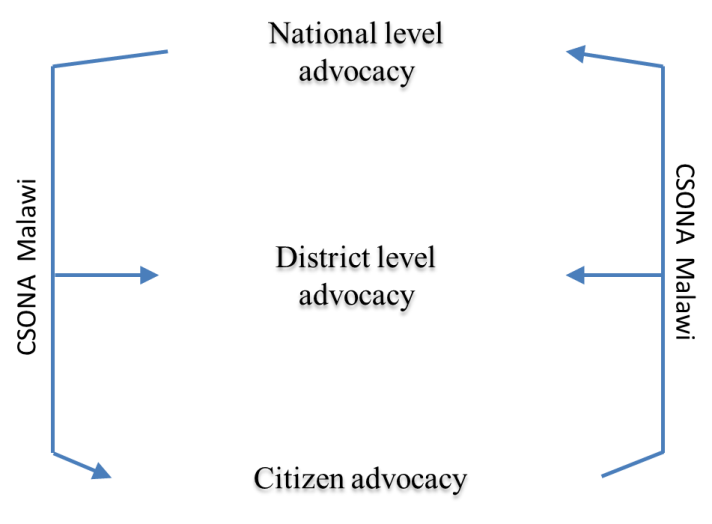 National level
advocacy
CSONA Malawi
CSONA Malawi
District level
advocacy
Citizen advocacy